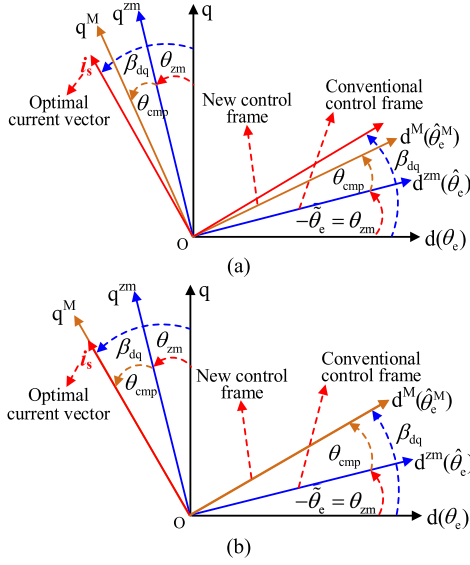 q^M
q^zm
q
i_s
β_dq
θ_zm
θ_cmp
Optimal
current vector
New control
frame
Conventional
control frame
d^M(θ̂_e^M)
β_dq
θ_cmp
d^zm(θ̂_e)
-θ̃_e = θ_zm
O
d(θ_e)
(a)
q^M
q^zm
q
i_s
β_dq
θ_zm
θ_cmp
Optimal
current vector
New control
frame
Conventional
control frame
d^M(θ̂_e^M)
β_dq
θ_cmp
d^zm(θ̂_e)
-θ̃_e = θ_zm
O
d(θ_e)
(b)